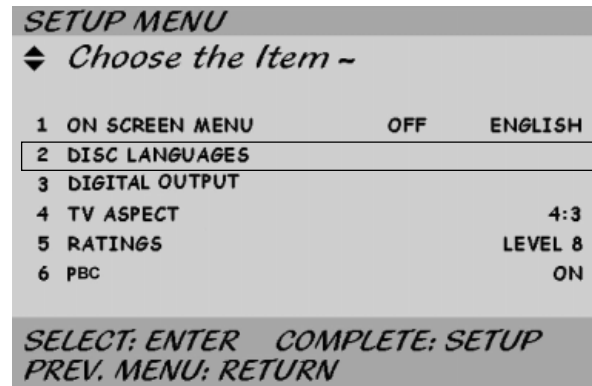 SETUP MENU
Choose the Item ~
1 ON SCREEN MENU OFF ENGLISH
2 DISC LANGUAGES
3 DIGITAL OUTPUT
4 TV ASPECT 4:3
5 RATINGS LEVEL 8
6 PBC ON
SELECT: ENTER COMPLETE: SETUP
PREV. MENU: RETURN